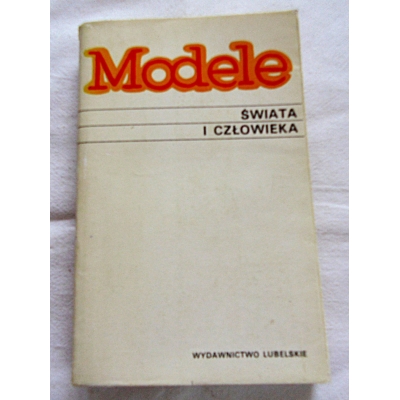 Modele
ŚWIATA
I CZŁOWIEKA
WYDAWNICTWO LUBELSKIE